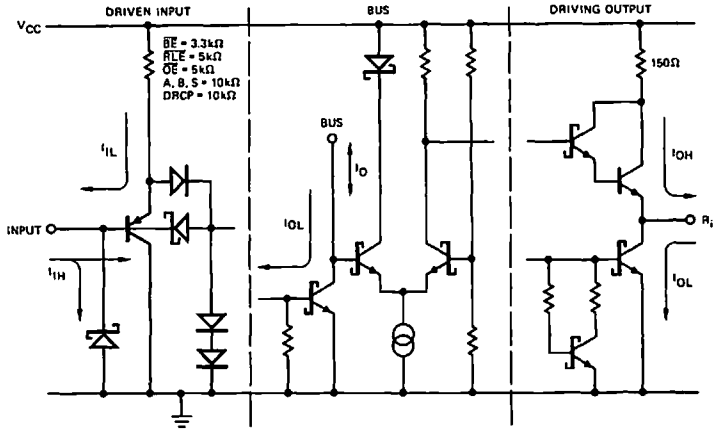 DRIVEN INPUT
BUS
DRIVING OUTPUT
VCC
BE = 3.3kΩ
RLE = 5kΩ
OE = 5kΩ
A, B, S = 10kΩ
DRCP = 10kΩ
150Ω
BUS
IIL
IO
IOH
INPUT
IOL
Ri
IIH
IOL